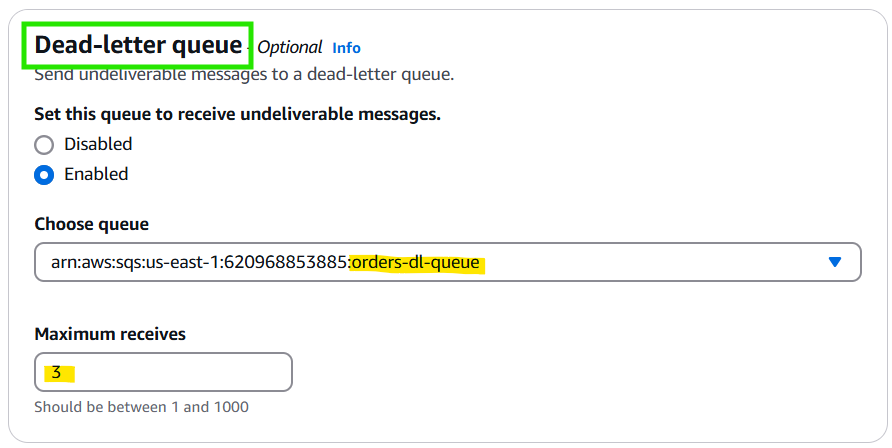 Dead-letter queue - Optional Info
Send undeliverable messages to a dead-letter queue.
Set this queue to receive undeliverable messages.
Disabled
Enabled
Choose queue
arn:aws:sqs:us-east-1:620968853885:orders-dl-queue
Maximum receives
3
Should be between 1 and 1000